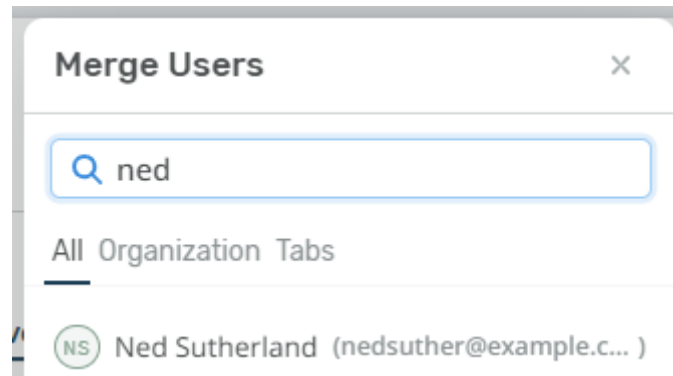 Merge Users ×
ned
All Organization Tabs
NS Ned Sutherland (nedsuther@example.c... )